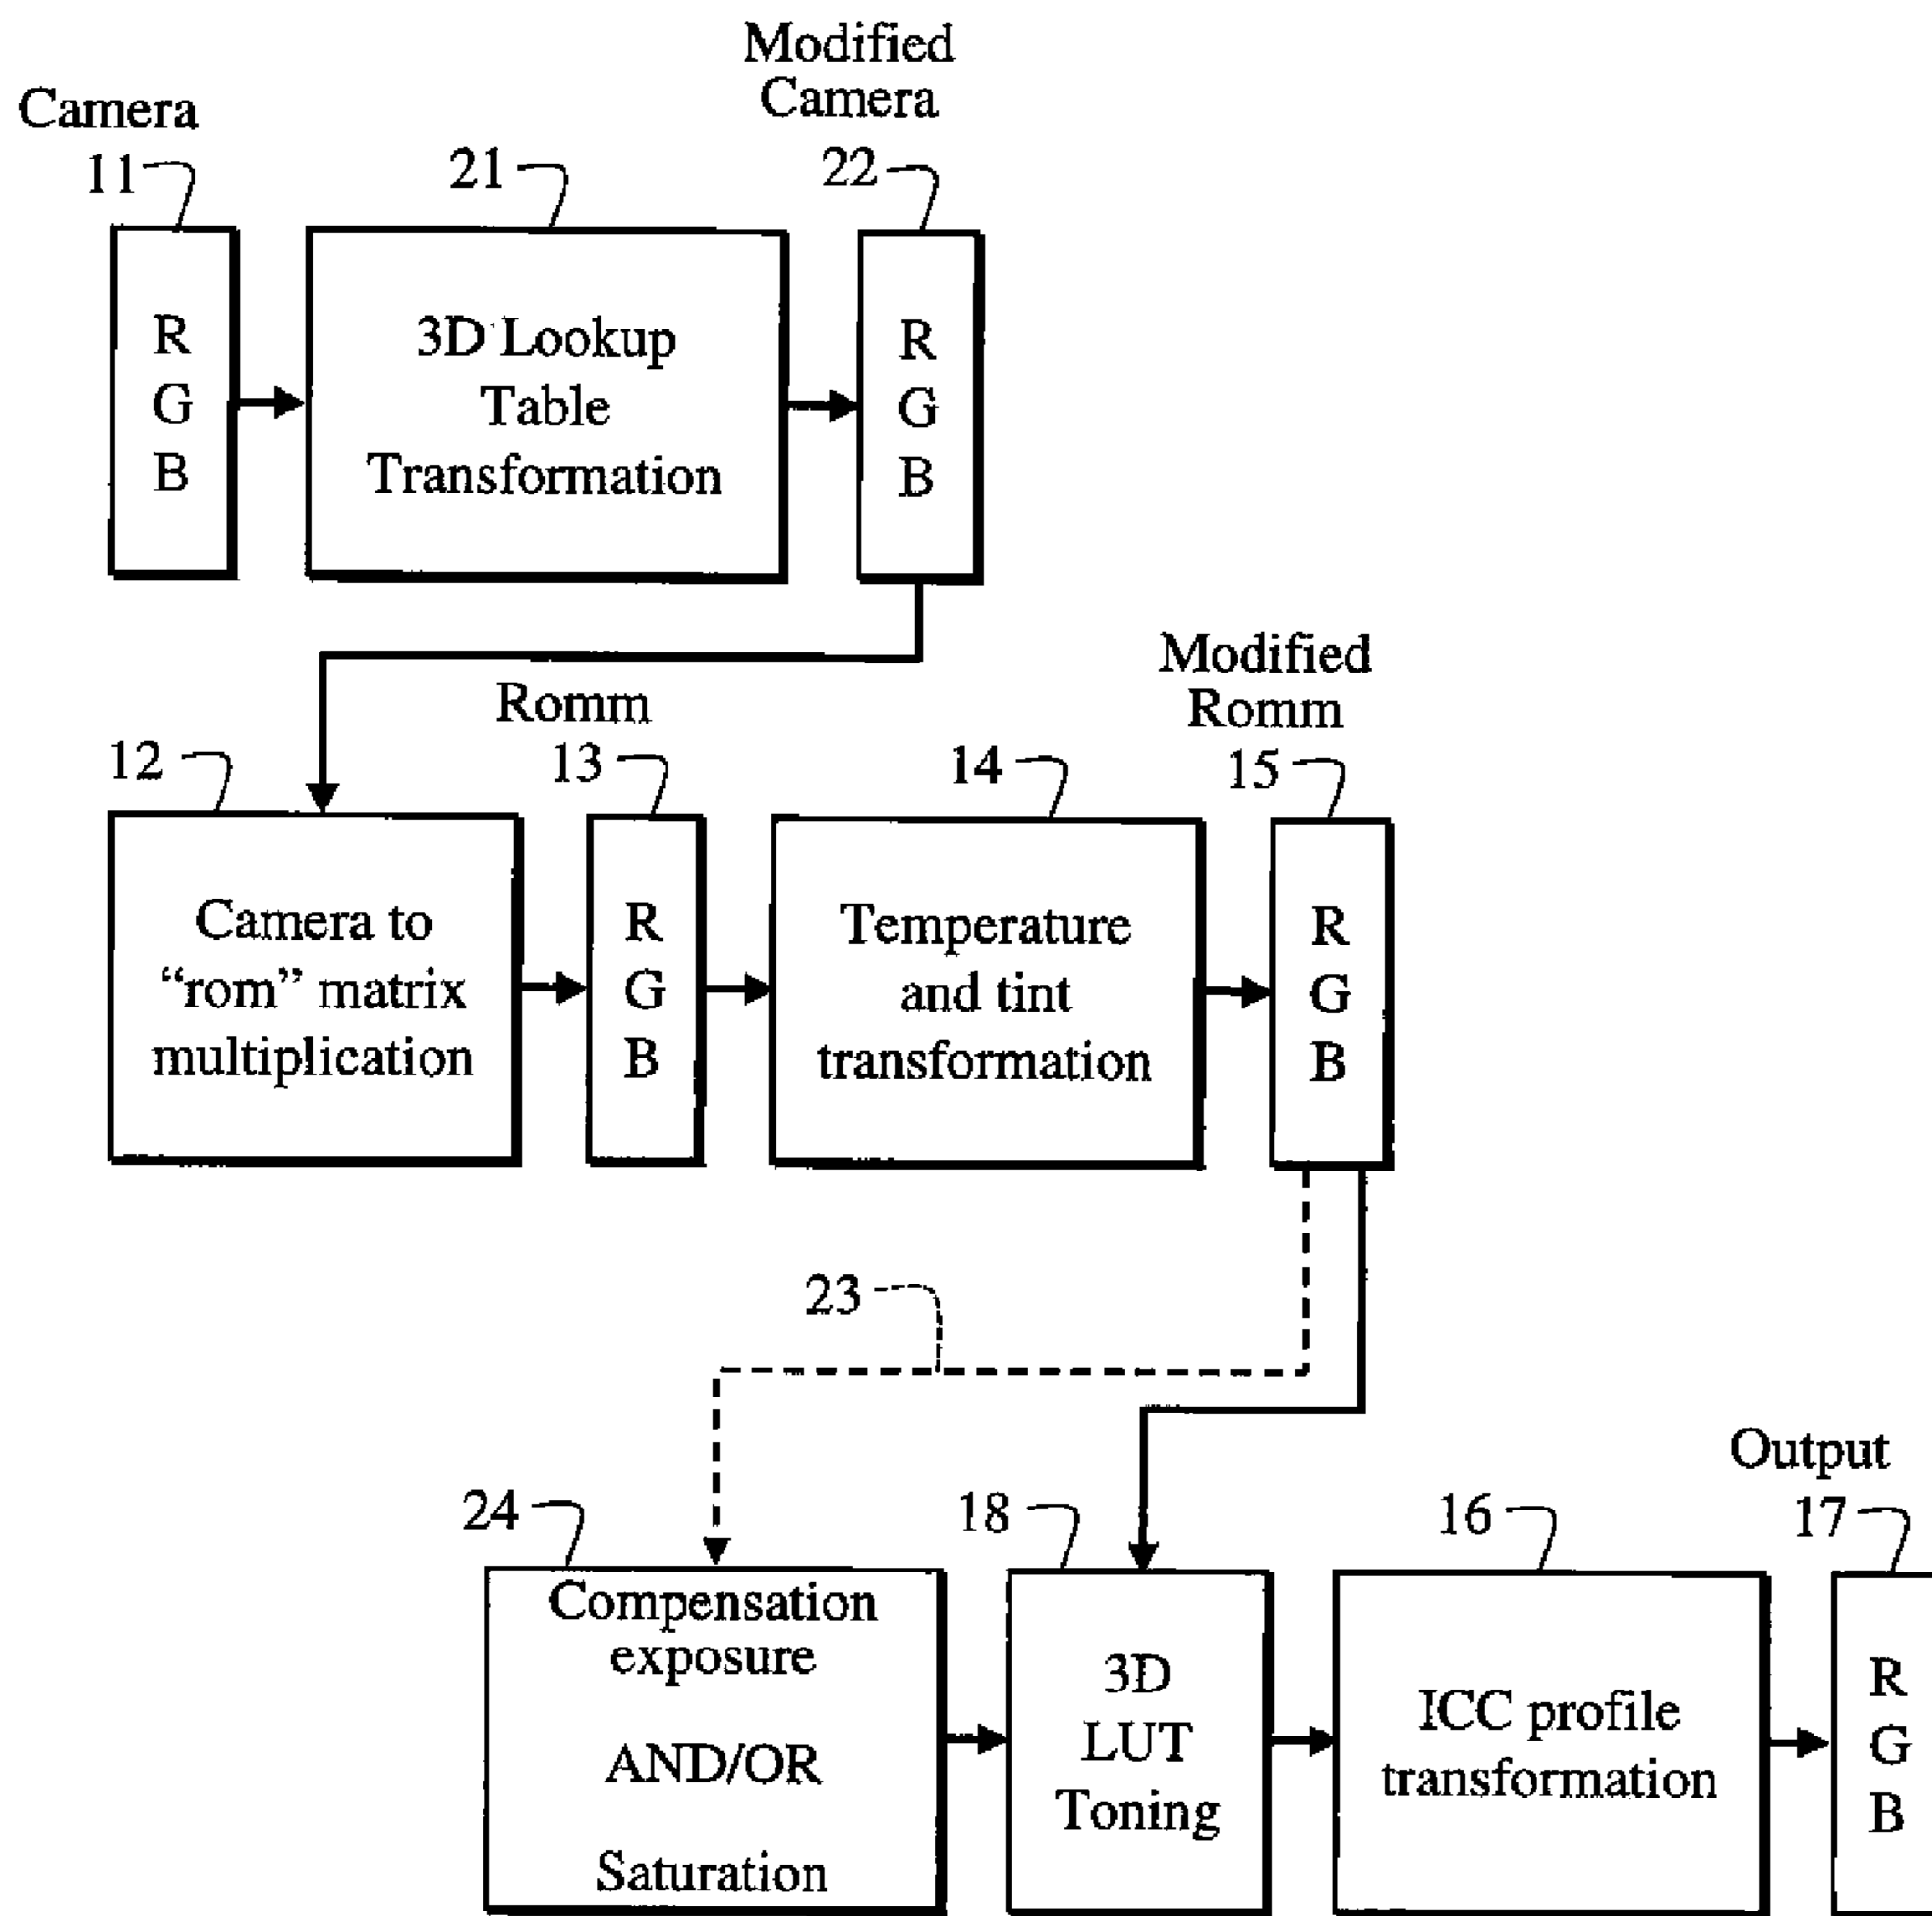 Camera
11
21
Modified
Camera
22
R
G
B
3D Lookup
Table
Transformation
R
G
B
12
Romm
13
14
Modified
Romm
15
Camera to
“rom” matrix
multiplication
R
G
B
Temperature
and tint
transformation
R
G
B
23
24
18
16
Output
17
Compensation
exposure
AND/OR
Saturation
3D
LUT
Toning
ICC profile
transformation
R
G
B